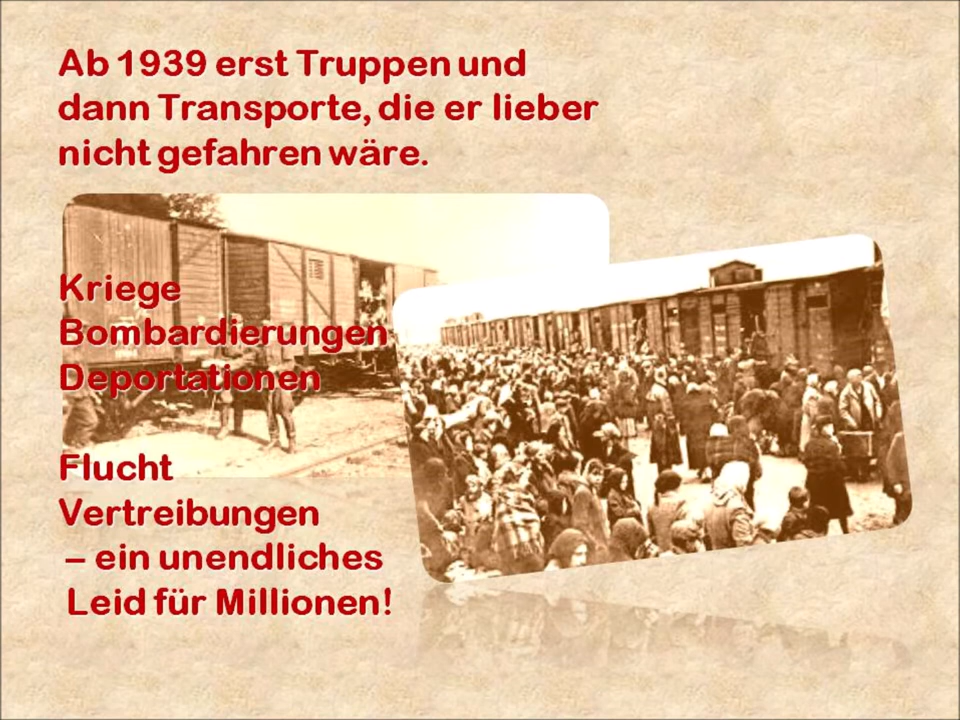 Ab 1939 erst Truppen und
dann Transporte, die er lieber
nicht gefahren wäre.
Kriege
Bombardierungen
Deportationen
Flucht
Vertreibungen
– ein unendliches
Leid für Millionen!